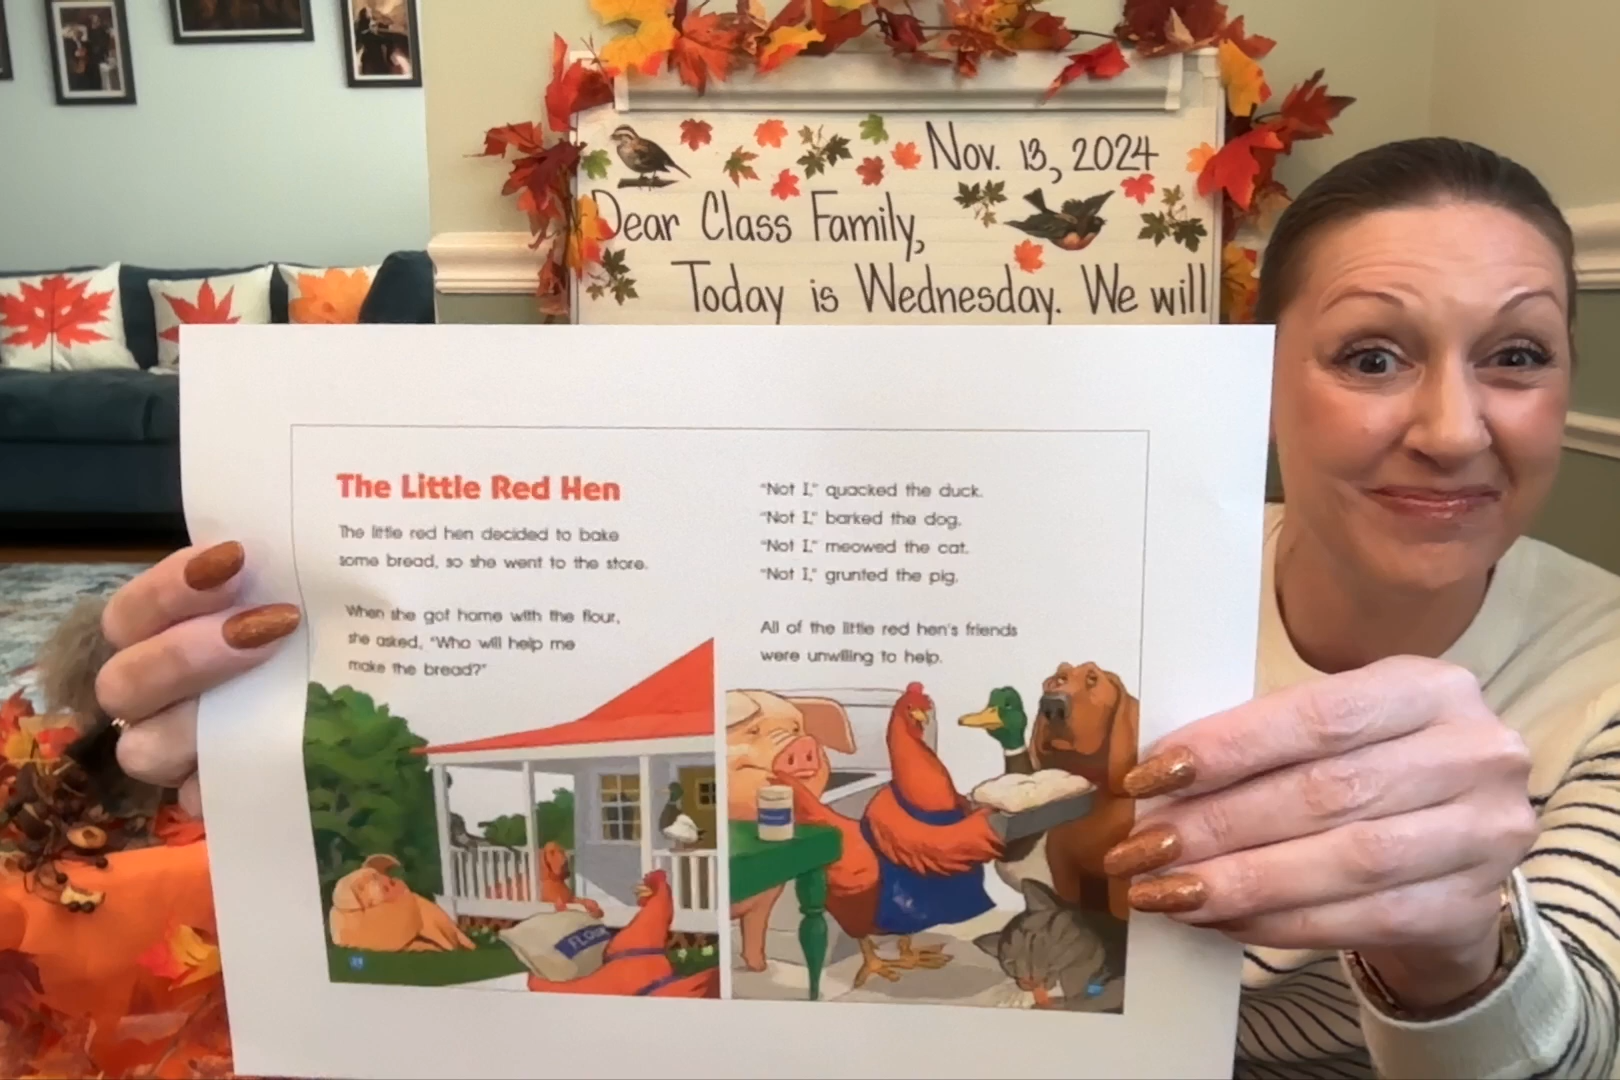 Nov. 13, 2024
Dear Class Family,
Today is Wednesday. We will
The Little Red Hen
The little red hen decided to bake
some bread, so she went to the store.
When she got home with the flour,
she asked, "Who will help me
make the bread?"
FLOUR
"Not I," quacked the duck.
"Not I," barked the dog.
"Not I," meowed the cat.
"Not I," grunted the pig.
All of the little red hen's friends
were unwilling to help.